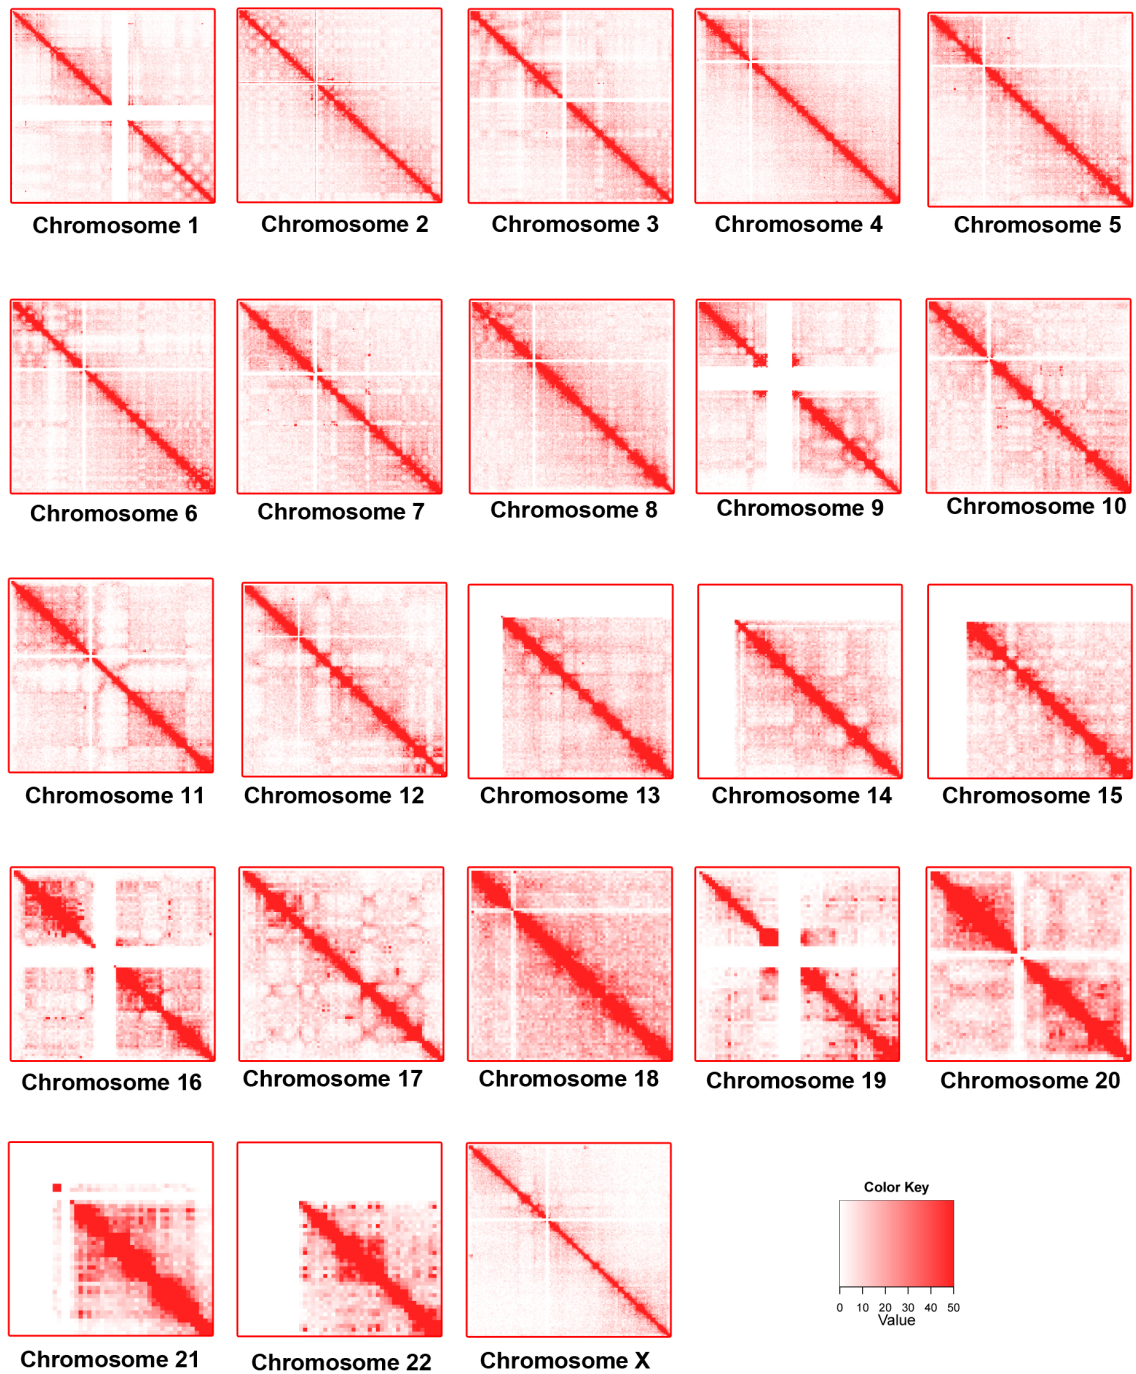 Chromosome 1
Chromosome 2
Chromosome 3
Chromosome 4
Chromosome 5
Chromosome 6
Chromosome 7
Chromosome 8
Chromosome 9
Chromosome 10
Chromosome 11
Chromosome 12
Chromosome 13
Chromosome 14
Chromosome 15
Chromosome 16
Chromosome 17
Chromosome 18
Chromosome 19
Chromosome 20
Chromosome 21
Chromosome 22
Chromosome X
Color Key
0 10 20 30 40 50
Value